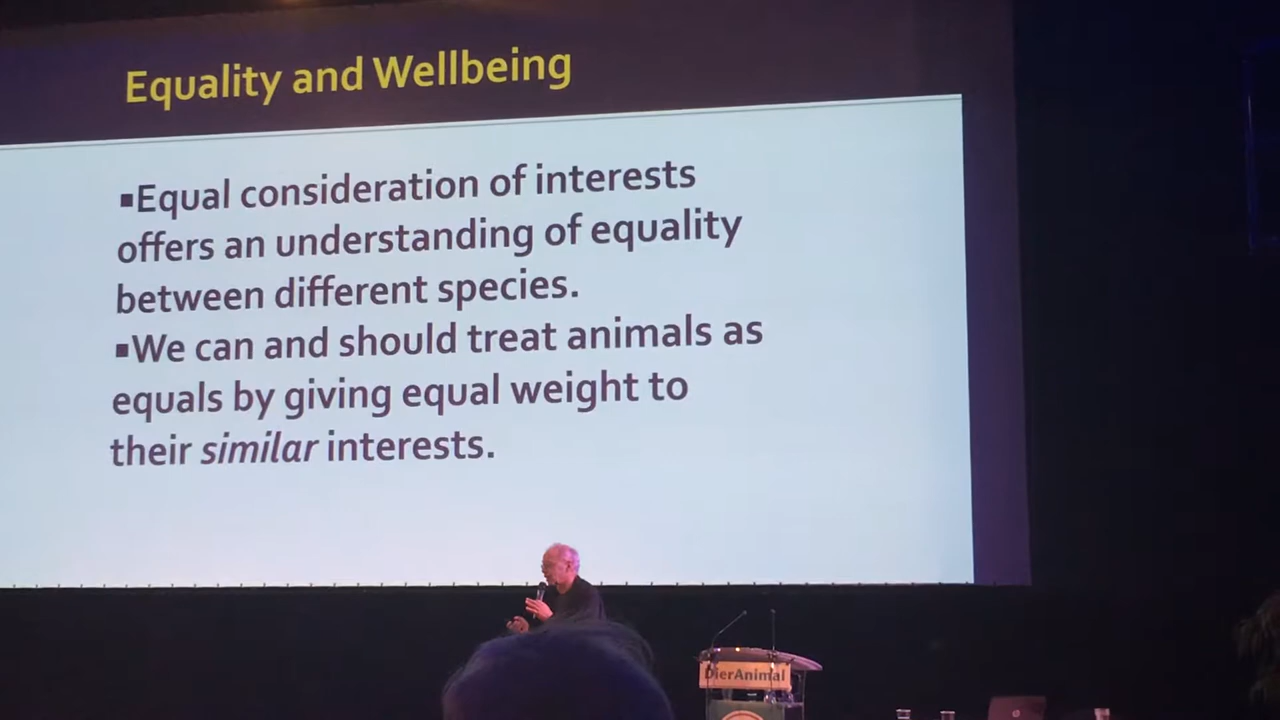 Equality and Wellbeing
▪Equal consideration of interests
offers an understanding of equality
between different species.
▪We can and should treat animals as
equals by giving equal weight to
their similar interests.
DierAnimal